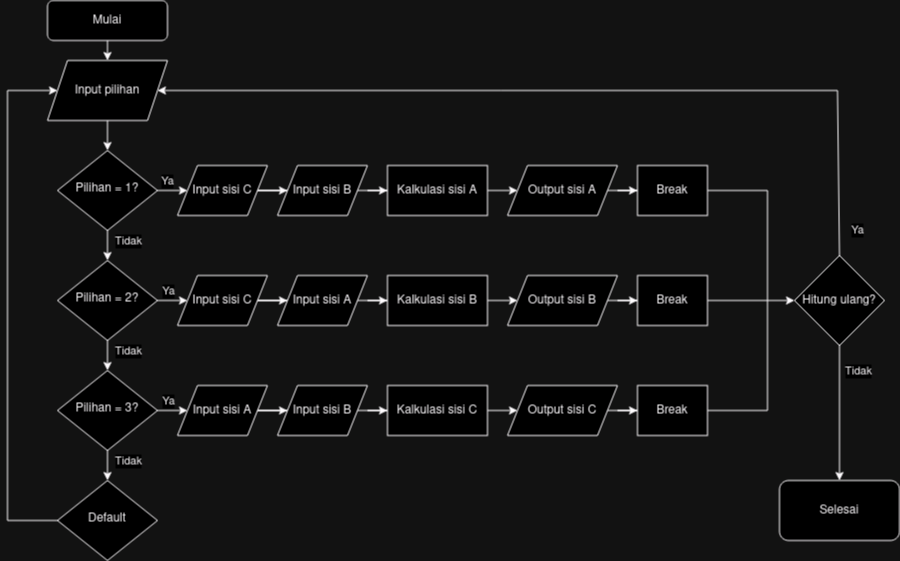 Mulai
Input pilihan
Pilihan = 1?
Ya
Input sisi C
Input sisi B
Kalkulasi sisi A
Output sisi A
Break
Tidak
Ya
Pilihan = 2?
Ya
Input sisi C
Input sisi A
Kalkulasi sisi B
Output sisi B
Break
Hitung ulang?
Tidak
Tidak
Pilihan = 3?
Ya
Input sisi A
Input sisi B
Kalkulasi sisi C
Output sisi C
Break
Tidak
Default
Selesai